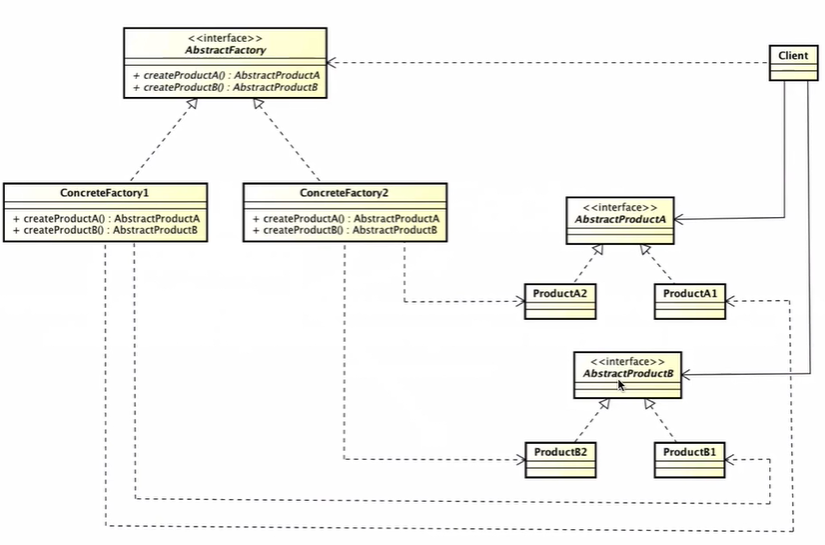 <<interface>>
AbstractFactory
+ createProductA() : AbstractProductA
+ createProductB() : AbstractProductB
Client
ConcreteFactory1
+ createProductA() : AbstractProductA
+ createProductB() : AbstractProductB
ConcreteFactory2
+ createProductA() : AbstractProductA
+ createProductB() : AbstractProductB
<<interface>>
AbstractProductA
ProductA2
ProductA1
<<interface>>
AbstractProductB
ProductB2
ProductB1